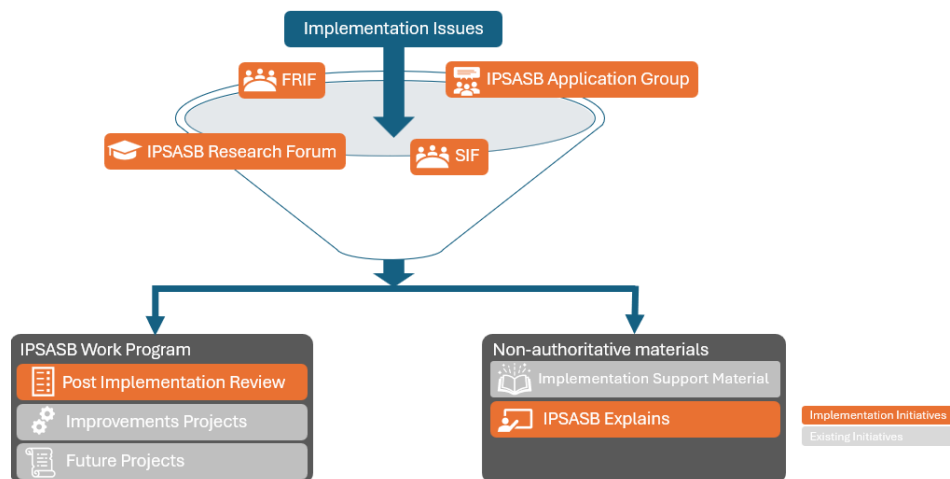 Implementation Issues
FRIF
IPSASB Application Group
IPSASB Research Forum
SIF
IPSASB Work Program
Post Implementation Review
Improvements Projects
Future Projects
Non-authoritative materials
Implementation Support Material
IPSASB Explains
Implementation Initiatives
Existing Initiatives